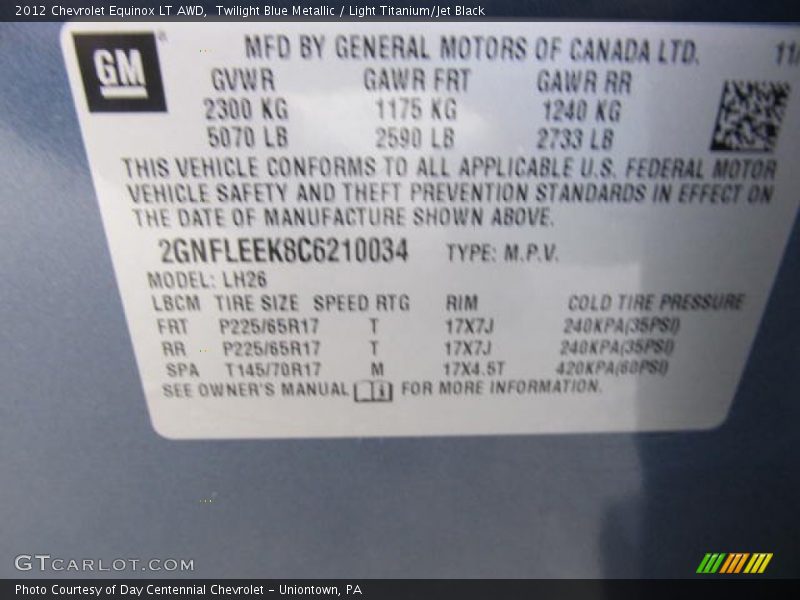 2012 Chevrolet Equinox LT AWD, Twilight Blue Metallic / Light Titanium/Jet Black
GM
MFD BY GENERAL MOTORS OF CANADA LTD. 11/
GVWR GAWR FRT GAWR RR
2300 KG 1175 KG 1240 KG
5070 LB 2590 LB 2733 LB
THIS VEHICLE CONFORMS TO ALL APPLICABLE U.S. FEDERAL MOTOR
VEHICLE SAFETY AND THEFT PREVENTION STANDARDS IN EFFECT ON
THE DATE OF MANUFACTURE SHOWN ABOVE.
2GNFLEEK8C6210034 TYPE: M.P.V.
MODEL: LH26
LBCM TIRE SIZE SPEED RTG RIM COLD TIRE PRESSURE
FRT P225/65R17 T 17X7J 240KPA(35PSI)
RR P225/65R17 T 17X7J 240KPA(35PSI)
SPA T145/70R17 M 17X4.5T 420KPA(60PSI)
SEE OWNER'S MANUAL FOR MORE INFORMATION.
GTCARLOT.COM
Photo Courtesy of Day Centennial Chevrolet - Uniontown, PA